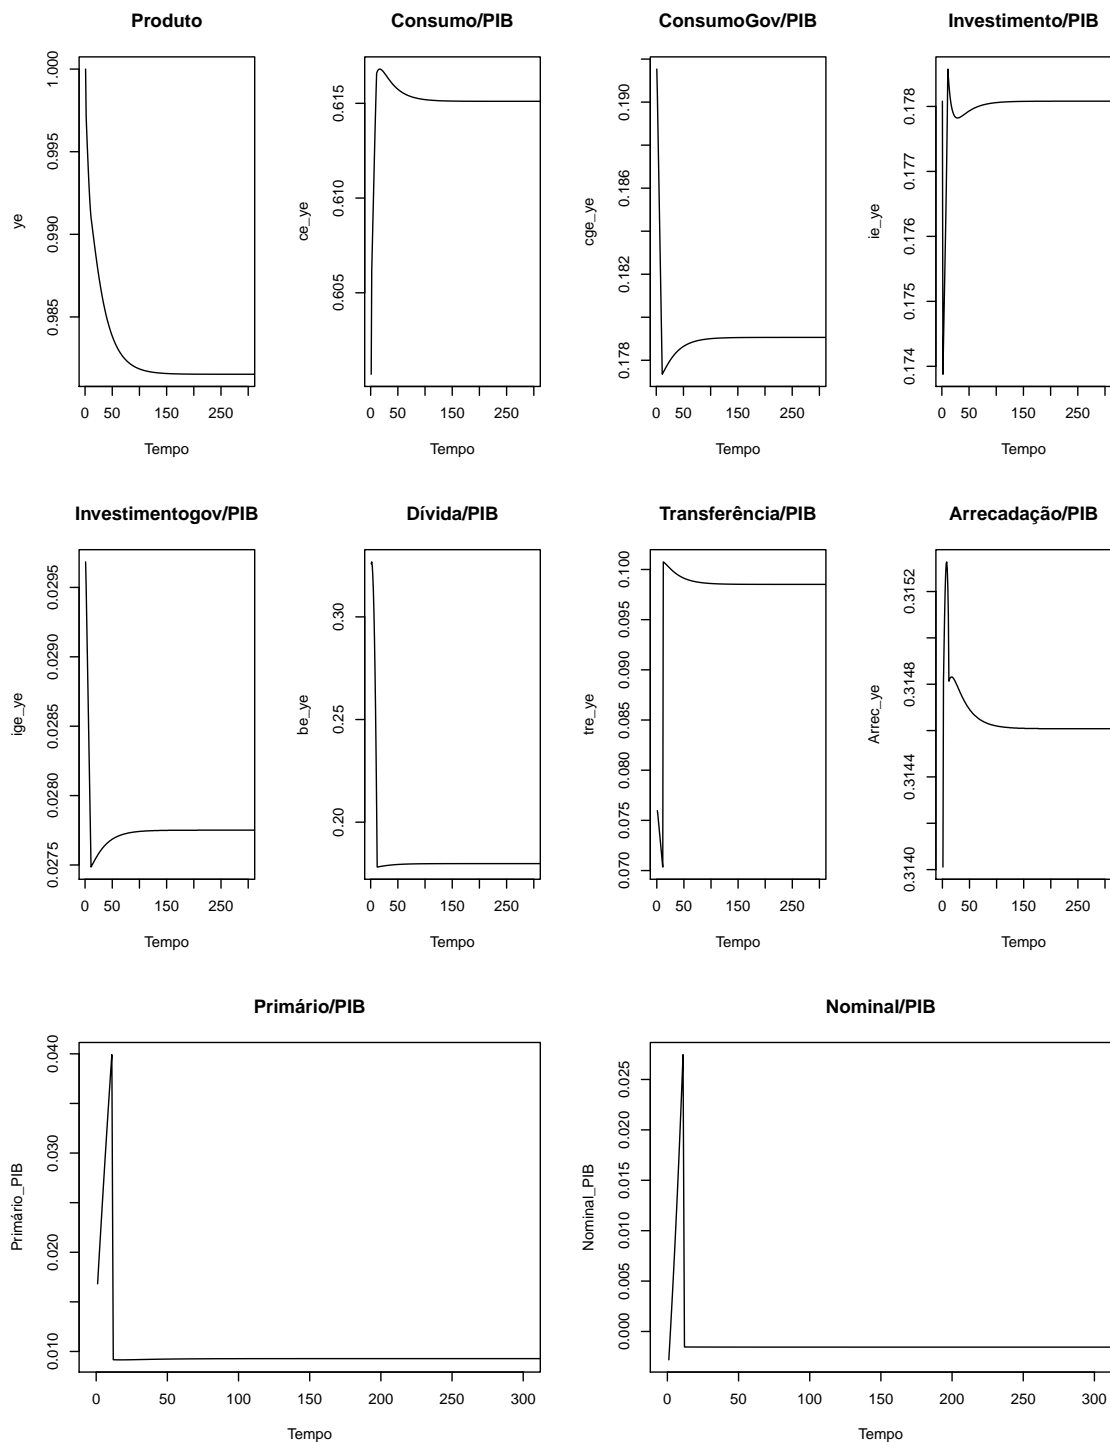 Produto
Consumo/PIB
ConsumoGov/PIB
Investimento/PIB
ye
0.985 0.990 0.995 1.000
0 50 150 250
Tempo
ce_ye
0.605 0.610 0.615
0 50 150 250
Tempo
cge_ye
0.178 0.182 0.186 0.190
0 50 150 250
Tempo
ie_ye
0.174 0.175 0.176 0.177 0.178
0 50 150 250
Tempo
Investimentogov/PIB
Dívida/PIB
Transferência/PIB
Arrecadação/PIB
ige_ye
0.0275 0.0280 0.0285 0.0290 0.0295
0 50 150 250
Tempo
be_ye
0.20 0.25 0.30
0 50 150 250
Tempo
tre_ye
0.070 0.075 0.080 0.085 0.090 0.095 0.100
0 50 150 250
Tempo
Arrec_ye
0.3140 0.3144 0.3148 0.3152
0 50 150 250
Tempo
Primário/PIB
Nominal/PIB
Primário_PIB
0.010 0.020 0.030 0.040
0 50 100 150 200 250 300
Tempo
Nominal_PIB
0.000 0.005 0.010 0.015 0.020 0.025
0 50 100 150 200 250 300
Tempo